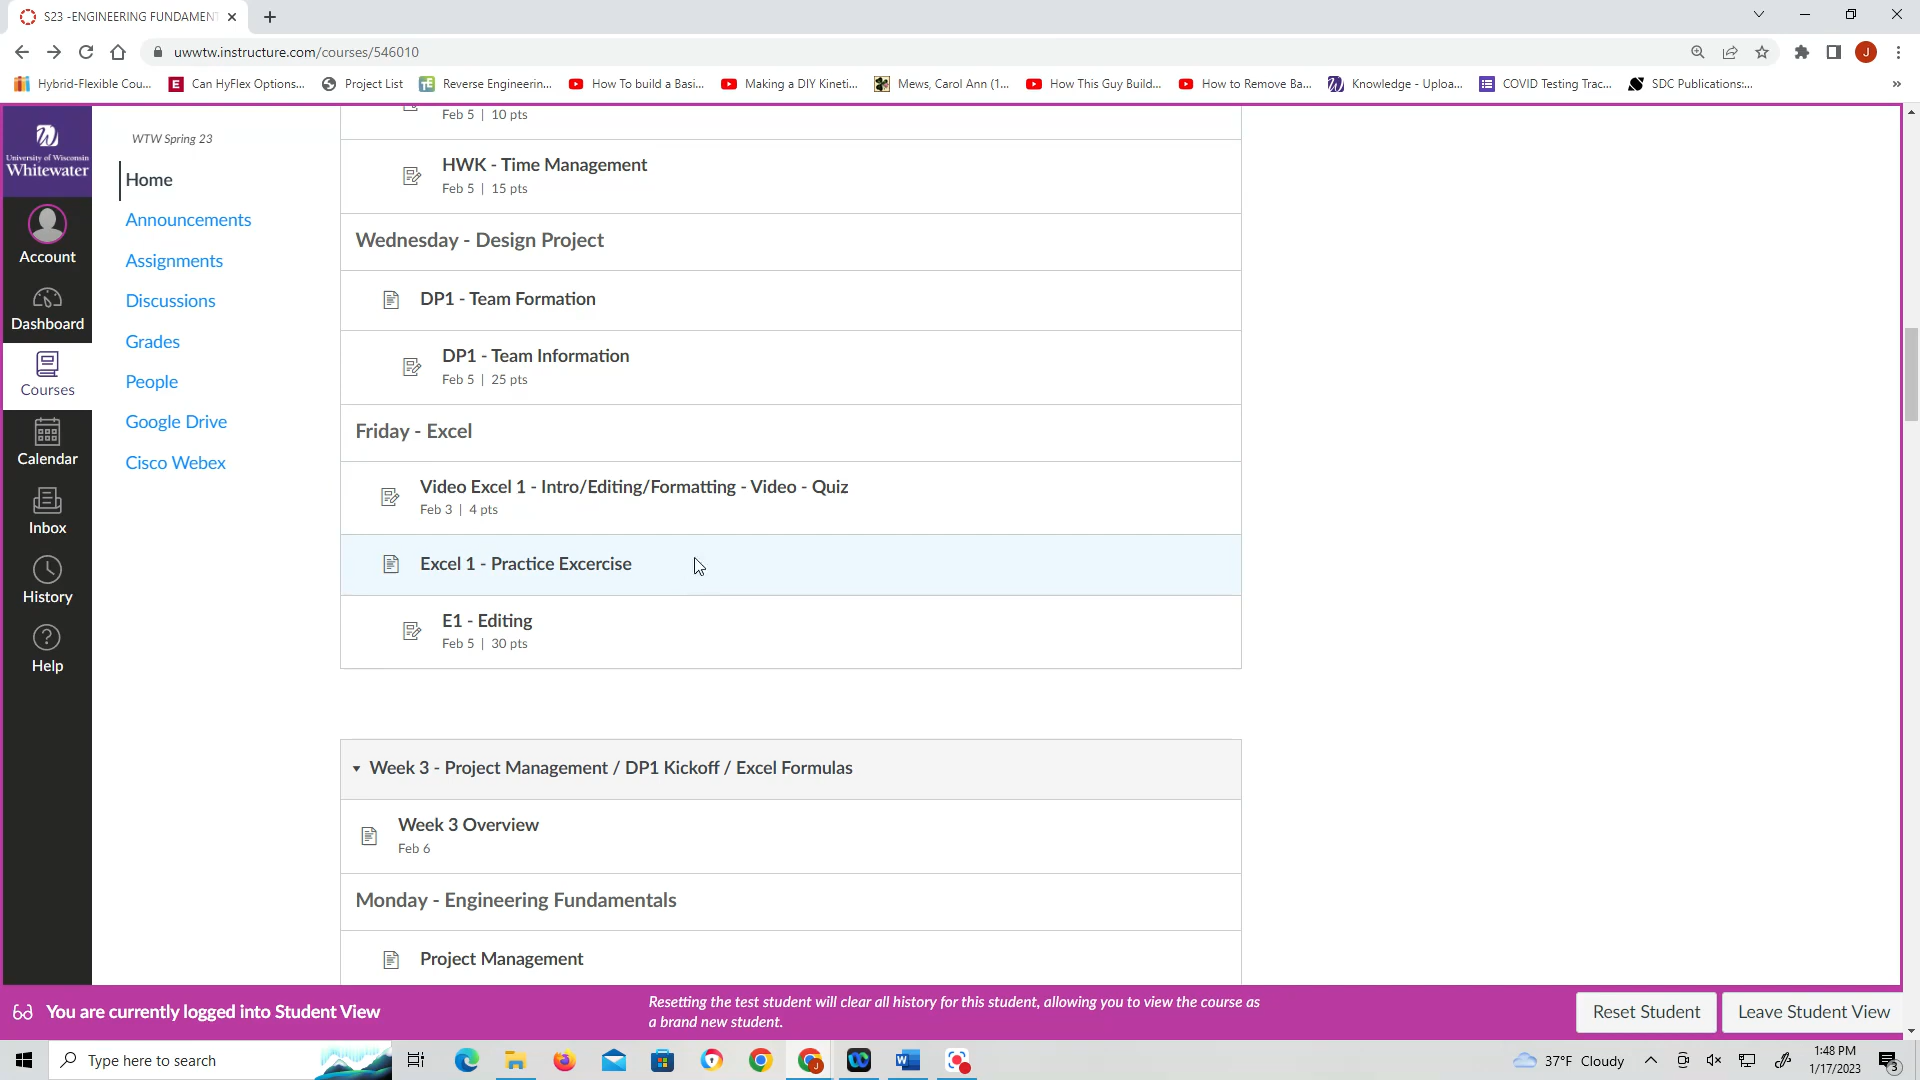 S23 -ENGINEERING FUNDAMENT
uwwtw.instructure.com/courses/546010
J
Hybrid-Flexible Cou...
E Can HyFlex Options...
Project List
TE Reverse Engineerin...
How To build a Basi...
Making a DIY Kineti...
Mews, Carol Ann (1...
How This Guy Build...
How to Remove Ba...
Knowledge - Uploa...
COVID Testing Trac...
SDC Publications:...
»
W
University of Wisconsin
Whitewater
Account
Dashboard
Courses
Calendar
Inbox
History
Help
WTW Spring 23
Home
Announcements
Assignments
Discussions
Grades
People
Google Drive
Cisco Webex
Feb 5 | 10 pts
HWK - Time Management
Feb 5 | 15 pts
Wednesday - Design Project
DP1 - Team Formation
DP1 - Team Information
Feb 5 | 25 pts
Friday - Excel
Video Excel 1 - Intro/Editing/Formatting - Video - Quiz
Feb 3 | 4 pts
Excel 1 - Practice Excercise
E1 - Editing
Feb 5 | 30 pts
Week 3 - Project Management / DP1 Kickoff / Excel Formulas
Week 3 Overview
Feb 6
Monday - Engineering Fundamentals
Project Management
You are currently logged into Student View
Resetting the test student will clear all history for this student, allowing you to view the course as
a brand new student.
Reset Student
Leave Student View
Type here to search
37°F Cloudy
1:48 PM
1/17/2023
3